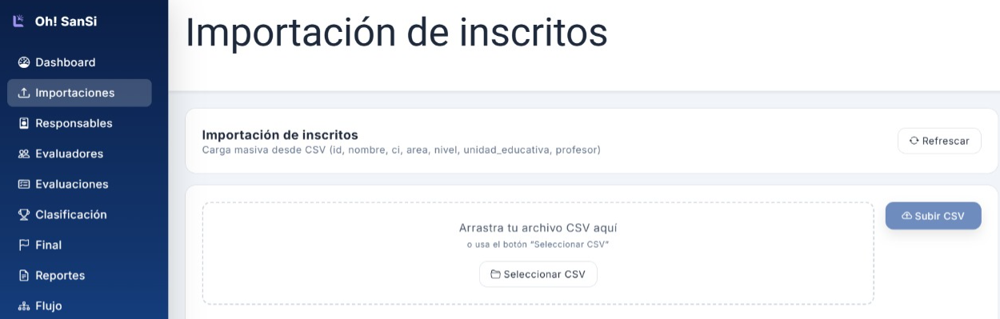 Oh! SanSi
Dashboard
Importaciones
Responsables
Evaluadores
Evaluaciones
Clasificación
Final
Reportes
Flujo
Importación de inscritos
Importación de inscritos
Carga masiva desde CSV (id, nombre, ci, area, nivel, unidad_educativa, profesor)
Refrescar
Arrastra tu archivo CSV aquí
o usa el botón "Seleccionar CSV"
Seleccionar CSV
Subir CSV